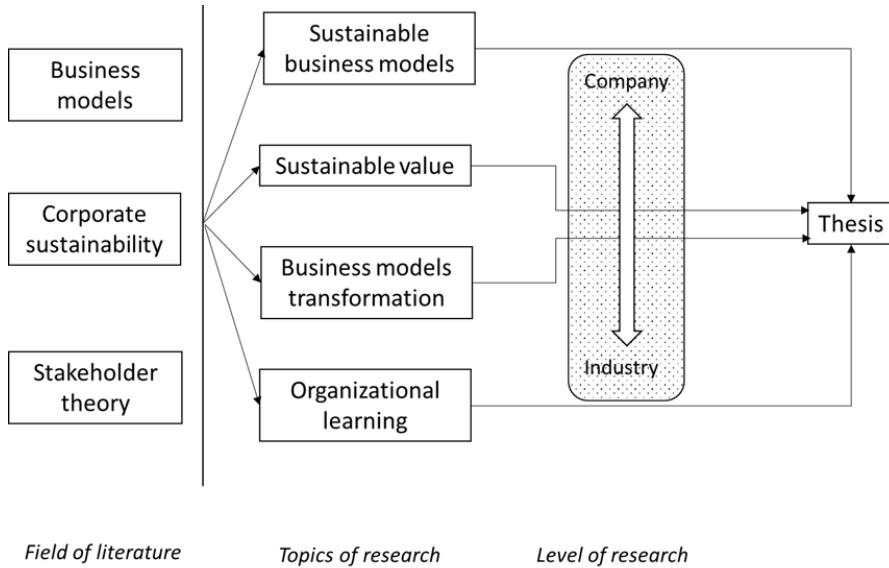 Business
models
Corporate
sustainability
Stakeholder
theory
Sustainable
business models
Sustainable value
Business models
transformation
Organizational
learning
Company
Industry
Thesis
Field of literature
Topics of research
Level of research